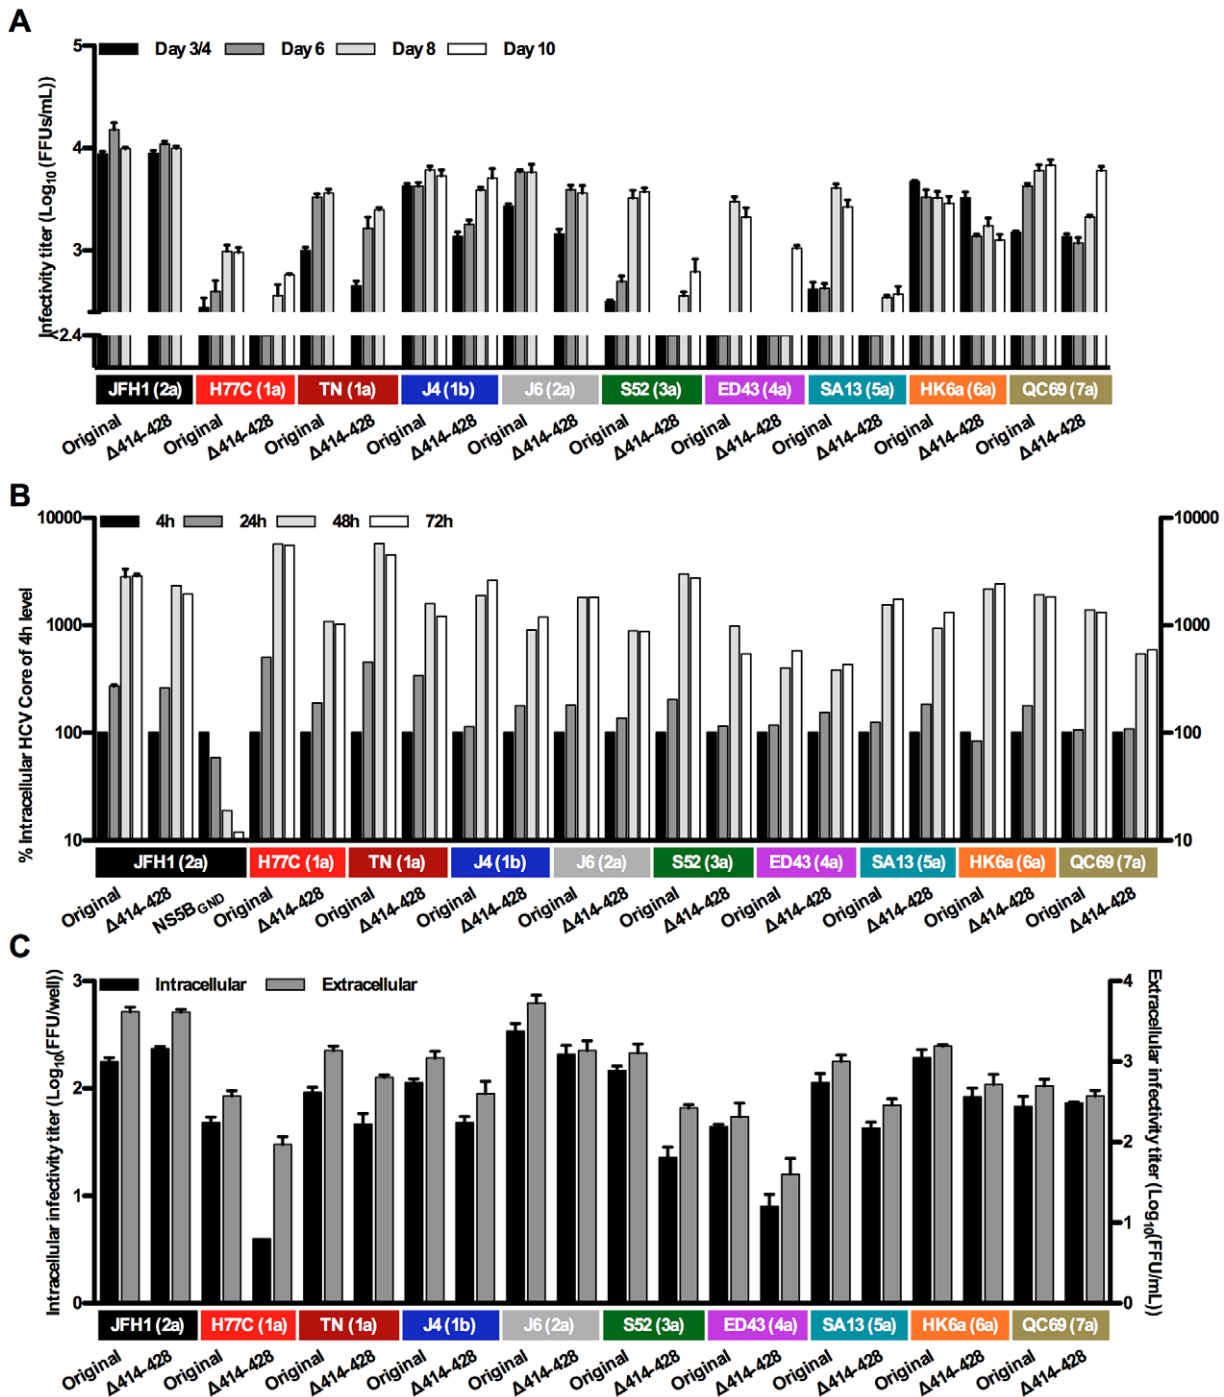 A
Day 3/4 Day 6 Day 8 Day 10
Infectivity titer (Log10(FFUs/mL))
5
4
3
<2.4
JFH1 (2a) H77C (1a) TN (1a) J4 (1b) J6 (2a) S52 (3a) ED43 (4a) SA13 (5a) HK6a (6a) QC69 (7a)
Original Δ414-428 Original Δ414-428 Original Δ414-428 Original Δ414-428 Original Δ414-428 Original Δ414-428 Original Δ414-428 Original Δ414-428 Original Δ414-428 Original Δ414-428
B
4h 24h 48h 72h
% Intracellular HCV Core of 4h level
10000 10000
1000 1000
100 100
10 10
JFH1 (2a) H77C (1a) TN (1a) J4 (1b) J6 (2a) S52 (3a) ED43 (4a) SA13 (5a) HK6a (6a) QC69 (7a)
Original Δ414-428 NS5BGND Original Δ414-428 Original Δ414-428 Original Δ414-428 Original Δ414-428 Original Δ414-428 Original Δ414-428 Original Δ414-428 Original Δ414-428 Original Δ414-428
C
Intracellular Extracellular
Intracellular infectivity titer (Log10(FFU/well))
3
2
1
0
4
3
2
1
0
Extracellular infectivity titer (Log10(FFU/mL))
JFH1 (2a) H77C (1a) TN (1a) J4 (1b) J6 (2a) S52 (3a) ED43 (4a) SA13 (5a) HK6a (6a) QC69 (7a)
Original Δ414-428 Original Δ414-428 Original Δ414-428 Original Δ414-428 Original Δ414-428 Original Δ414-428 Original Δ414-428 Original Δ414-428 Original Δ414-428 Original Δ414-428